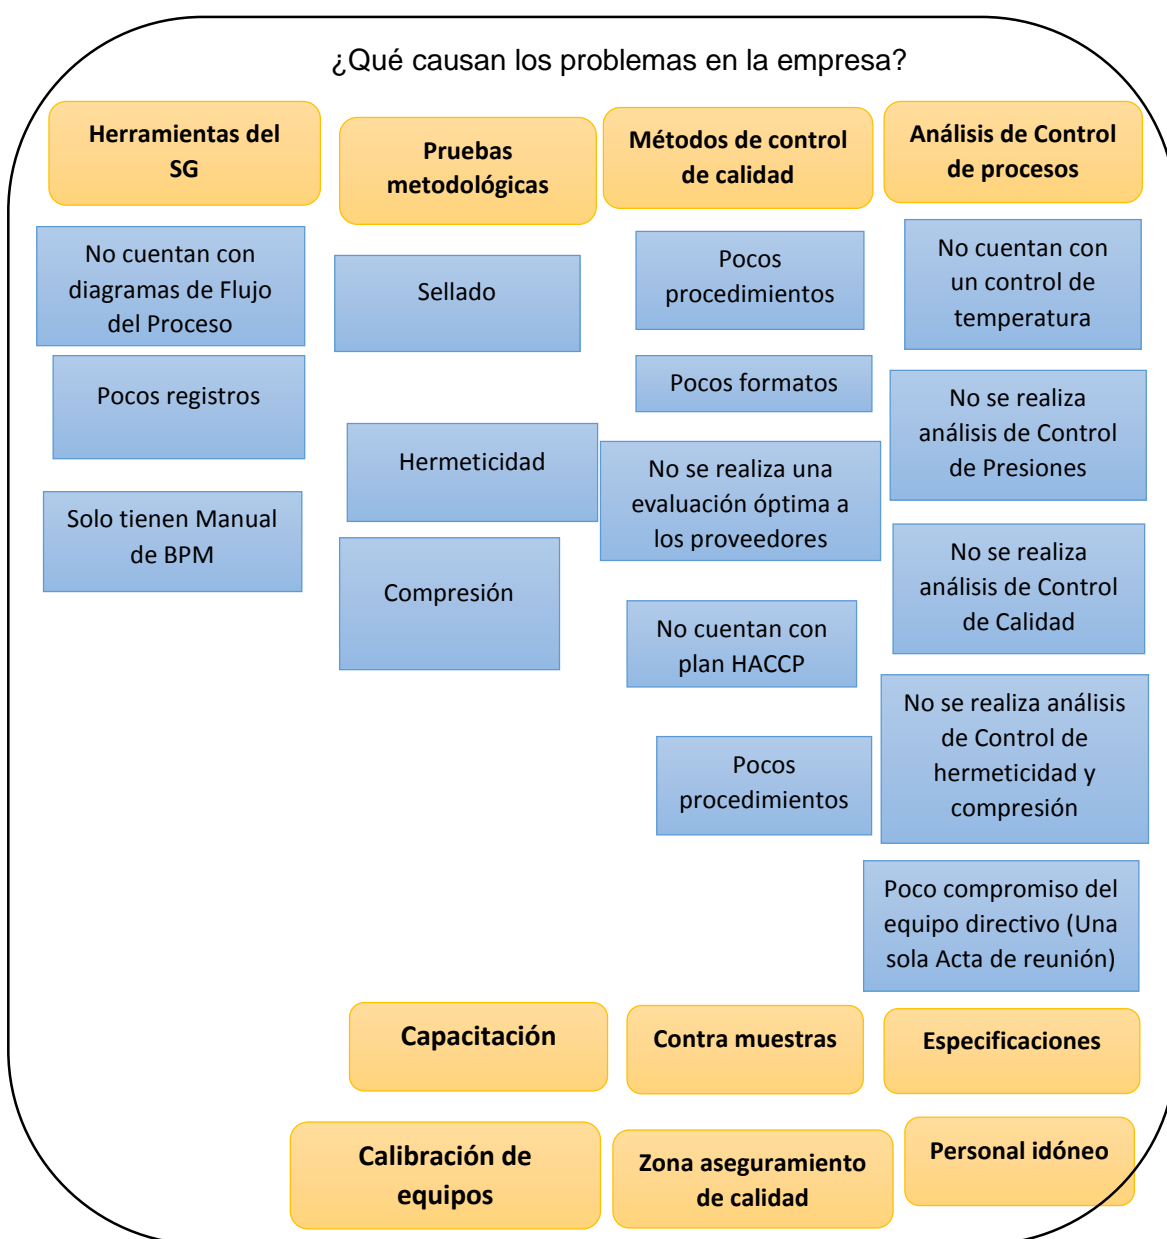 ¿Qué causan los problemas en la empresa?
Herramientas del
SG
No cuentan con
diagramas de Flujo
del Proceso
Pocos registros
Solo tienen Manual
de BPM
Pruebas
metodológicas
Sellado
Hermeticidad
Compresión
Métodos de control
de calidad
Pocos
procedimientos
Pocos formatos
No se realiza una
evaluación óptima a
los proveedores
No cuentan con
plan HACCP
Pocos
procedimientos
Análisis de Control
de procesos
No cuentan con
un control de
temperatura
No se realiza
análisis de Control
de Presiones
No se realiza
análisis de Control
de Calidad
No se realiza análisis
de Control de
hermeticidad y
compresión
Poco compromiso del
equipo directivo (Una
sola Acta de reunión)
Capacitación
Contra muestras
Especificaciones
Calibración de
equipos
Zona aseguramiento
de calidad
Personal idóneo